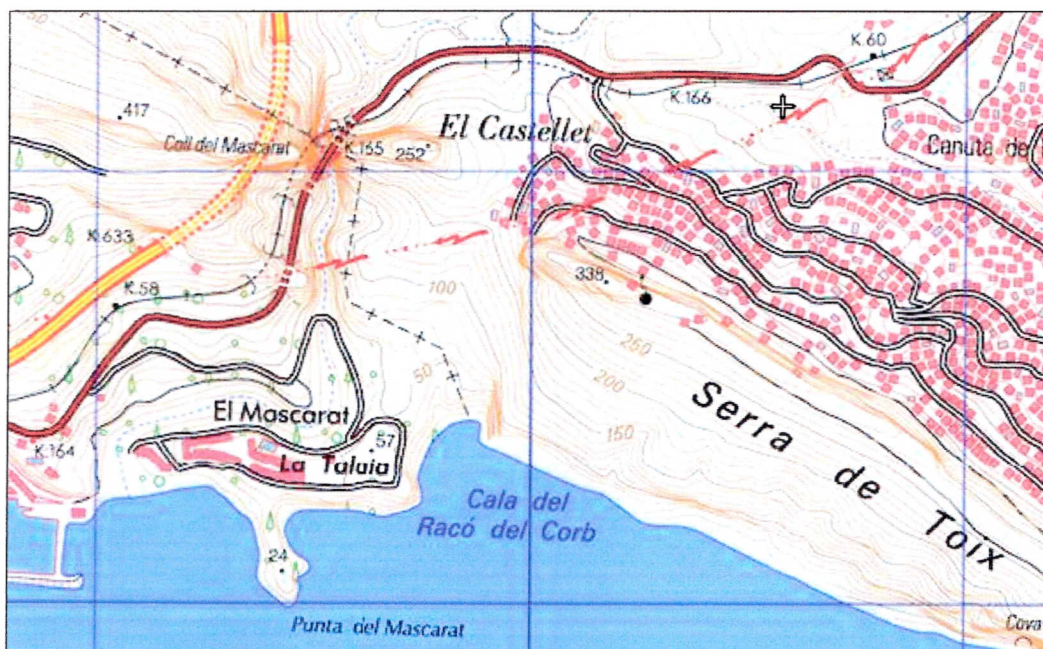 K.60
417
K.166
El Castellet
Coll del Mascarat
K.165
252
Canuta de
K.633
338
K.58
100
250
50
200
Serra de Toix
El Mascarat
150
57
K.164
La Taluia
Cala del
Racó del Corb
24
Punta del Mascarat
Cova